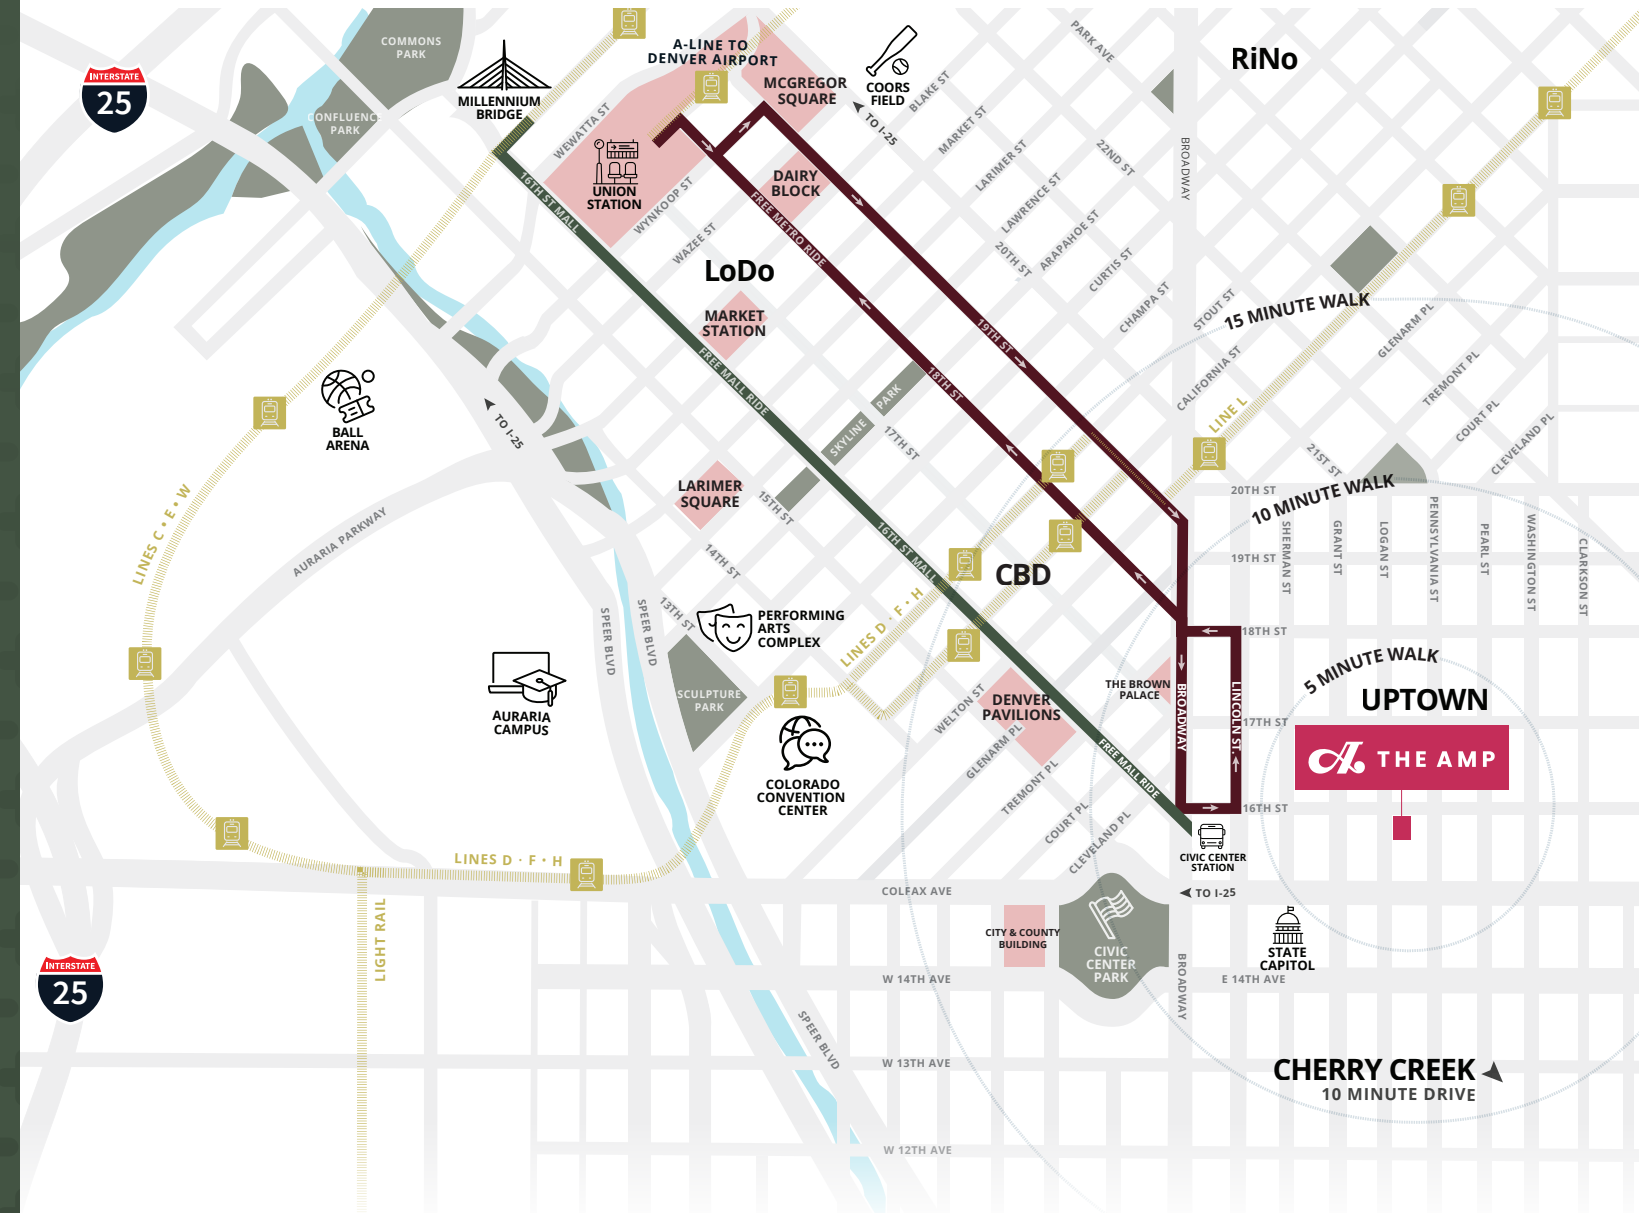 COMMONS
PARK
INTERSTATE
25
CONFLUENCE
PARK
MILLENNIUM
BRIDGE
A-LINE TO
DENVER AIRPORT
MCGREGOR
SQUARE
COORS
FIELD
TO I-25
BLAKE ST
MARKET ST
LARIMER ST
LAWRENCE ST
ARAPAHOE ST
CURTIS ST
CHAMPA ST
STOUT ST
CALIFORNIA ST
PARK AVE
22ND ST
20TH ST
BROADWAY
RiNo
WEWATTA ST
UNION
STATION
WYNKOOP ST
WAZEE ST
DAIRY
BLOCK
16TH ST MALL
FREE METRO RIDE
LoDo
MARKET
STATION
FREE MALL RIDE
19TH ST
18TH ST
SKYLINE
PARK
17TH ST
15TH ST
14TH ST
13TH ST
15 MINUTE WALK
GLENARM PL
TREMONT PL
COURT PL
CLEVELAND PL
LINE L
21ST ST
10 MINUTE WALK
BALL
ARENA
TO I-25
LINES C • E • W
AURARIA PARKWAY
LARIMER
SQUARE
16TH ST MALL
CBD
20TH ST
19TH ST
18TH ST
17TH ST
16TH ST
SHERMAN ST
GRANT ST
LOGAN ST
PENNSYLVANIA ST
PEARL ST
WASHINGTON ST
CLARKSON ST
SPEER BLVD
SPEER BLVD
PERFORMING
ARTS
COMPLEX
SCULPTURE
PARK
LINES D · F · H
AURARIA
CAMPUS
COLORADO
CONVENTION
CENTER
WELTON ST
GLENARM PL
TREMONT PL
COURT PL
CLEVELAND PL
DENVER
PAVILIONS
THE BROWN
PALACE
FREE MALL RIDE
BROADWAY
LINCOLN ST.
5 MINUTE WALK
UPTOWN
THE AMP
CIVIC CENTER
STATION
LINES D · F · H
LIGHT RAIL
COLFAX AVE
TO I-25
CITY & COUNTY
BUILDING
CIVIC
CENTER
PARK
STATE
CAPITOL
INTERSTATE
25
W 14TH AVE
E 14TH AVE
BROADWAY
SPEER BLVD
W 13TH AVE
CHERRY CREEK
10 MINUTE DRIVE
W 12TH AVE